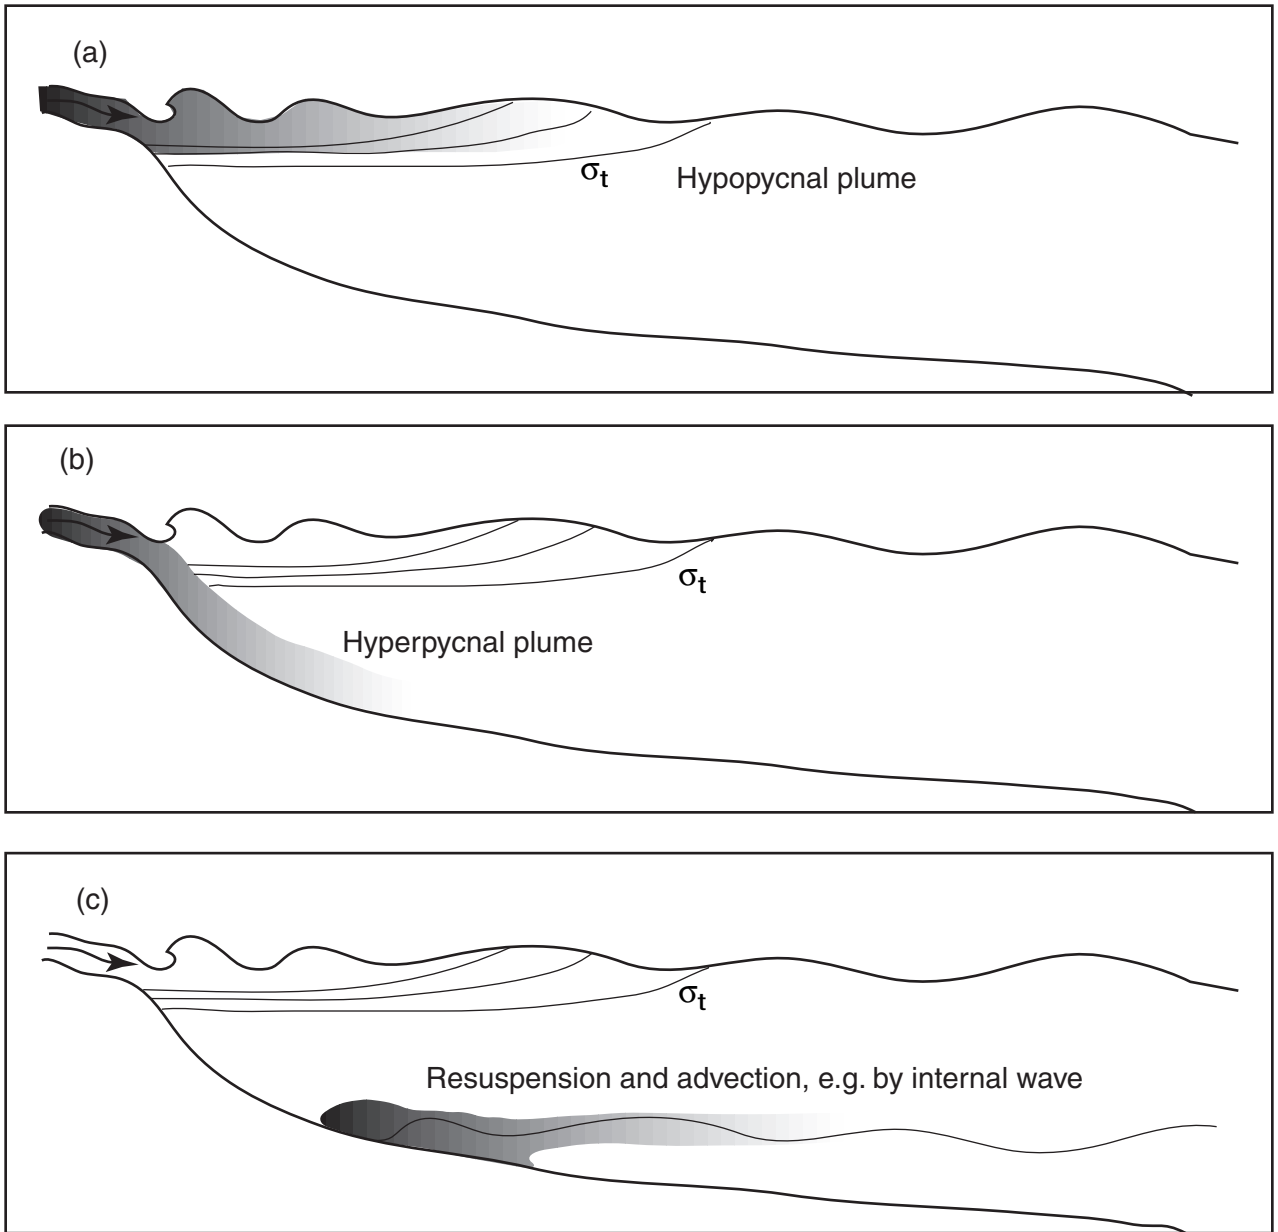 (a)
σt
Hypopycnal plume
(b)
σt
Hyperpycnal plume
(c)
σt
Resuspension and advection, e.g. by internal wave